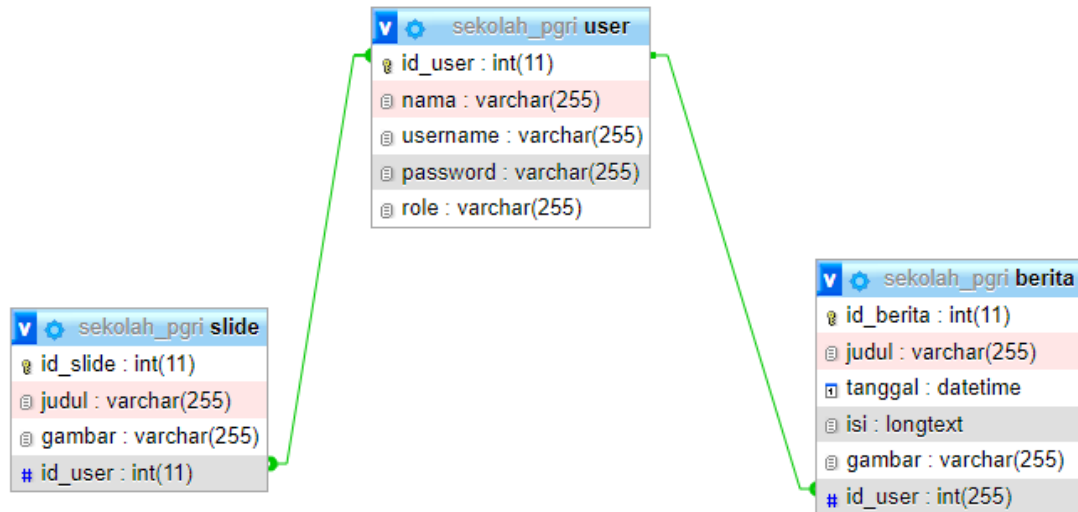 sekolah_pgri user
id_user : int(11)
nama : varchar(255)
username : varchar(255)
password : varchar(255)
role : varchar(255)
sekolah_pgri slide
id_slide : int(11)
judul : varchar(255)
gambar : varchar(255)
# id_user : int(11)
sekolah_pgri berita
id_berita : int(11)
judul : varchar(255)
tanggal : datetime
isi : longtext
gambar : varchar(255)
# id_user : int(255)